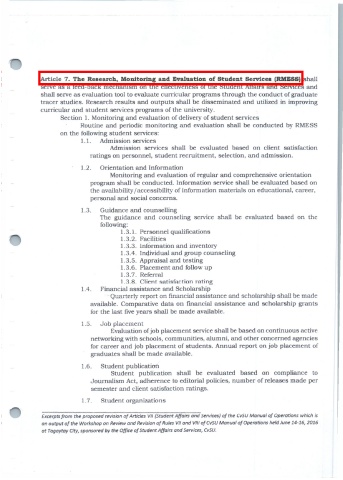 Article 7. The Research, Monitoring and Evaluation of Student Services (RMESS) shall
serve as a feed-back mechanism on the effectiveness of the Student Affairs and Services and
shall serve as evaluation tool to evaluate curricular programs through the conduct of graduate
tracer studies. Research results and outputs shall be disseminated and utilized in improving
curricular and student services programs of the university.
Section 1. Monitoring and evaluation of delivery of student services
Routine and periodic monitoring and evaluation shall be conducted by RMESS
on the following student services:
1.1. Admission services
Admission services shall be evaluated based on client satisfaction
ratings on personnel, student recruitment, selection, and admission.
1.2. Orientation and Information
Monitoring and evaluation of regular and comprehensive orientation
program shall be conducted. Information service shall be evaluated based on
the availability/accessibility of information materials on educational, career,
personal and social concerns.
1.3. Guidance and counselling
The guidance and counseling service shall be evaluated based on the
following:
1.3.1. Personnel qualifications
1.3.2. Facilities
1.3.3. Information and inventory
1.3.4. Individual and group counseling
1.3.5. Appraisal and testing
1.3.6. Placement and follow up
1.3.7. Referral
1.3.8. Client satisfaction rating
1.4. Financial assistance and Scholarship
Quarterly report on financial assistance and scholarship shall be made
available. Comparative data on financial assistance and scholarship grants
for the last five years shall be made available.
1.5. Job placement
Evaluation of job placement service shall be based on continuous active
networking with schools, communities, alumni, and other concerned agencies
for career and job placement of students. Annual report on job placement of
graduates shall be made available.
1.6. Student publication
Student publication shall be evaluated based on compliance to
Journalism Act, adherence to editorial policies, number of releases made per
semester and client satisfaction ratings.
1.7. Student organizations
Excerpts from the proposed revision of Articles VII (Student Affairs and Services) of the CvSU Manual of Operations which is
an output of the Workshop on Review and Revision of Rules VII and VIII of CvSU Manual of Operations held June 14-16, 2016
at Tagaytay City, sponsored by the Office of Student Affairs and Services, CvSU.